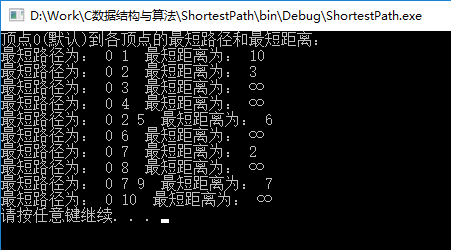 D:\Work\C数据结构与算法\ShortestPath\bin\Debug\ShortestPath.exe
顶点0(默认)到各顶点的最短路径和最短距离:
最短路径为: 0 1 最短距离为: 10
最短路径为: 0 2 最短距离为: 3
最短路径为: 0 3 最短距离为: ∞
最短路径为: 0 4 最短距离为: ∞
最短路径为: 0 2 5 最短距离为: 6
最短路径为: 0 6 最短距离为: ∞
最短路径为: 0 7 最短距离为: 2
最短路径为: 0 8 最短距离为: ∞
最短路径为: 0 7 9 最短距离为: 7
最短路径为: 0 10 最短距离为: ∞
请按任意键继续. . .